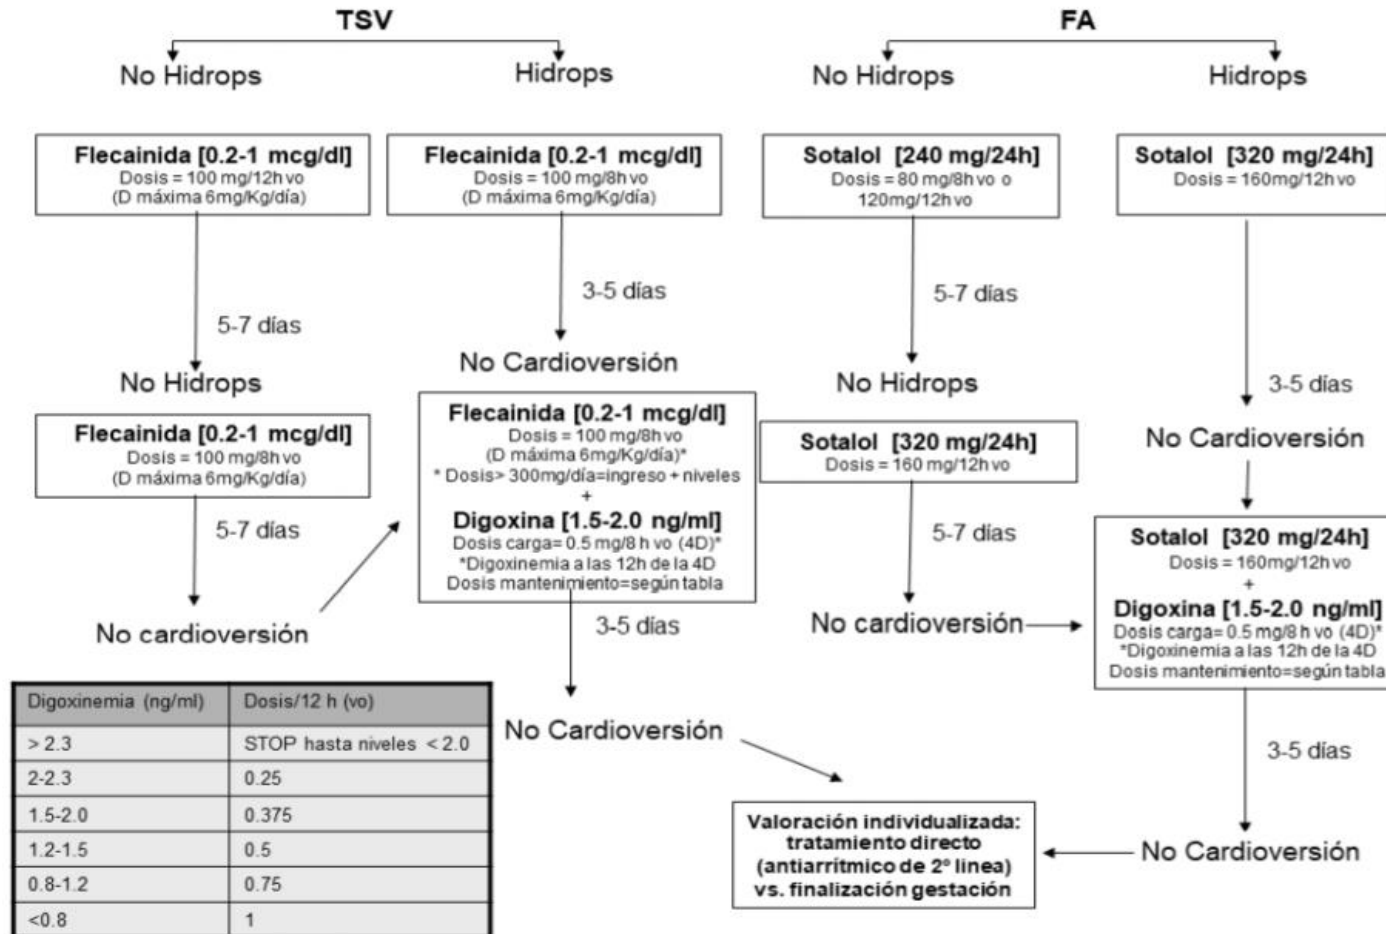 TSV
No Hidrops
Hidrops
Flecainida [0.2-1 mcg/dl]
Dosis = 100 mg/12h vo
(D máxima 6mg/Kg/día)
Flecainida [0.2-1 mcg/dl]
Dosis = 100 mg/8h vo
(D máxima 6mg/Kg/día)
5-7 días
3-5 días
No Hidrops
No Cardioversión
Flecainida [0.2-1 mcg/dl]
Dosis = 100 mg/8h vo
(D máxima 6mg/Kg/día)
Flecainida [0.2-1 mcg/dl]
Dosis = 100 mg/8h vo
(D máxima 6mg/Kg/día)*
* Dosis> 300mg/día=ingreso + niveles
+
Digoxina [1.5-2.0 ng/ml]
Dosis carga= 0.5 mg/8 h vo (4D)*
*Digoxinemia a las 12h de la 4D
Dosis mantenimiento=según tabla
5-7 días
No cardioversión
3-5 días
No Cardioversión
FA
No Hidrops
Hidrops
Sotalol [240 mg/24h]
Dosis = 80 mg/8h vo o
120mg/12h vo
Sotalol [320 mg/24h]
Dosis = 160mg/12h vo
5-7 días
3-5 días
No Hidrops
No Cardioversión
Sotalol [320 mg/24h]
Dosis = 160 mg/12h vo
5-7 días
No cardioversión
Sotalol [320 mg/24h]
Dosis = 160mg/12h vo
+
Digoxina [1.5-2.0 ng/ml]
Dosis carga= 0.5 mg/8 h vo (4D)*
*Digoxinemia a las 12h de la 4D
Dosis mantenimiento=según tabla
3-5 días
No Cardioversión
Valoración individualizada:
tratamiento directo
(antiarrítmico de 2º linea)
vs. finalización gestación
Digoxinemia (ng/ml) Dosis/12 h (vo)
> 2.3 STOP hasta niveles < 2.0
2-2.3 0.25
1.5-2.0 0.375
1.2-1.5 0.5
0.8-1.2 0.75
<0.8 1